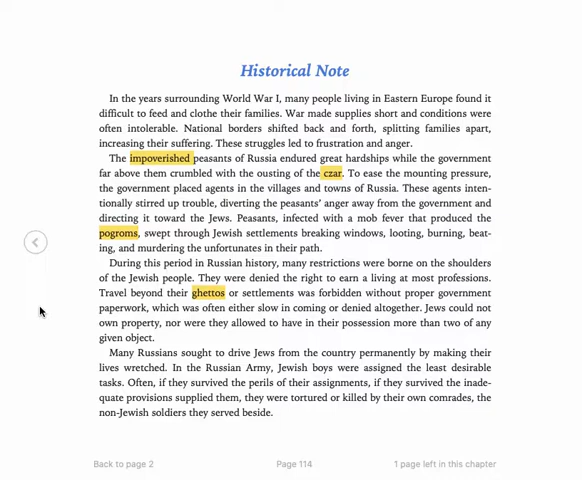 Historical Note
In the years surrounding World War I, many people living in Eastern Europe found it
difficult to feed and clothe their families. War made supplies short and conditions were
often intolerable. National borders shifted back and forth, splitting families apart,
increasing their suffering. These struggles led to frustration and anger.
The impoverished peasants of Russia endured great hardships while the government
far above them crumbled with the ousting of the czar. To ease the mounting pressure,
the government placed agents in the villages and towns of Russia. These agents inten-
tionally stirred up trouble, diverting the peasants' anger away from the government and
directing it toward the Jews. Peasants, infected with a mob fever that produced the
pogroms, swept through Jewish settlements breaking windows, looting, burning, beat-
ing, and murdering the unfortunates in their path.
During this period in Russian history, many restrictions were borne on the shoulders
of the Jewish people. They were denied the right to earn a living at most professions.
Travel beyond their ghettos or settlements was forbidden without proper government
paperwork, which was often either slow in coming or denied altogether. Jews could not
own property, nor were they allowed to have in their possession more than two of any
given object.
Many Russians sought to drive Jews from the country permanently by making their
lives wretched. In the Russian Army, Jewish boys were assigned the least desirable
tasks. Often, if they survived the perils of their assignments, if they survived the inade-
quate provisions supplied them, they were tortured or killed by their own comrades, the
non-Jewish soldiers they served beside.
Back to page 2 Page 114 1 page left in this chapter